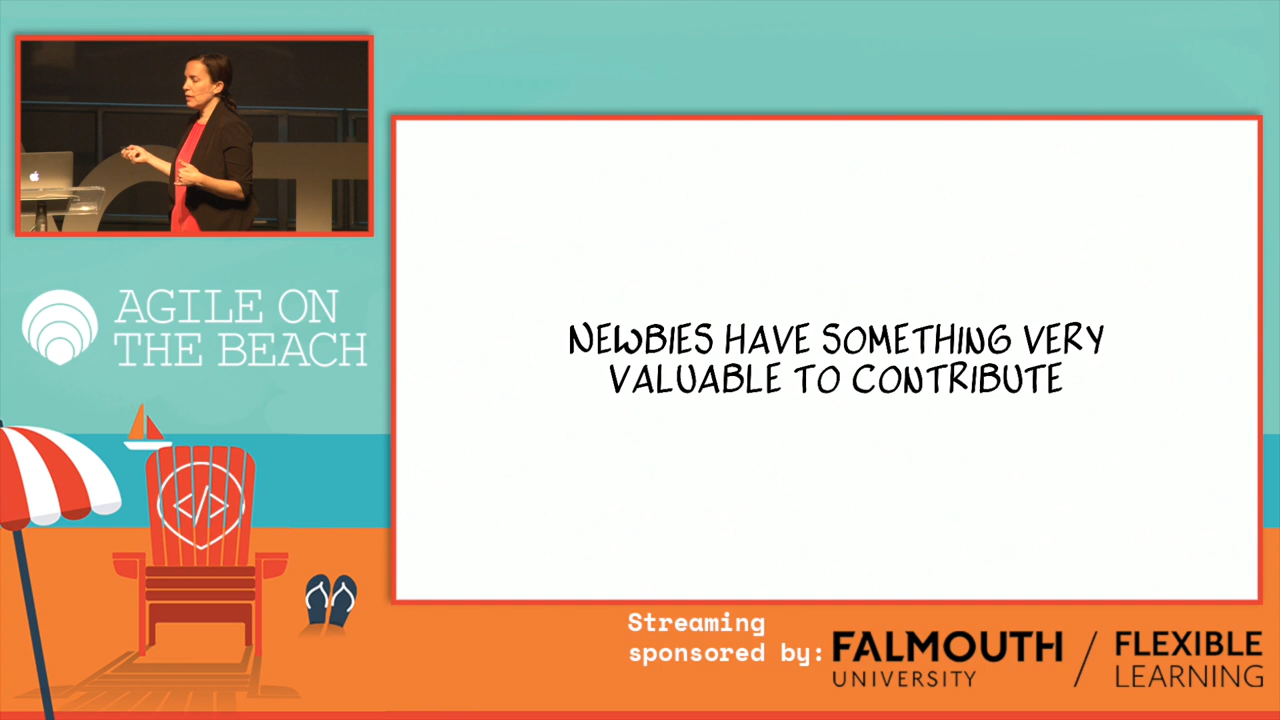 AGILE ON
THE BEACH
</>
NEWBIES HAVE SOMETHING VERY
VALUABLE TO CONTRIBUTE
Streaming
sponsored by:
FALMOUTH
UNIVERSITY
/
FLEXIBLE
LEARNING